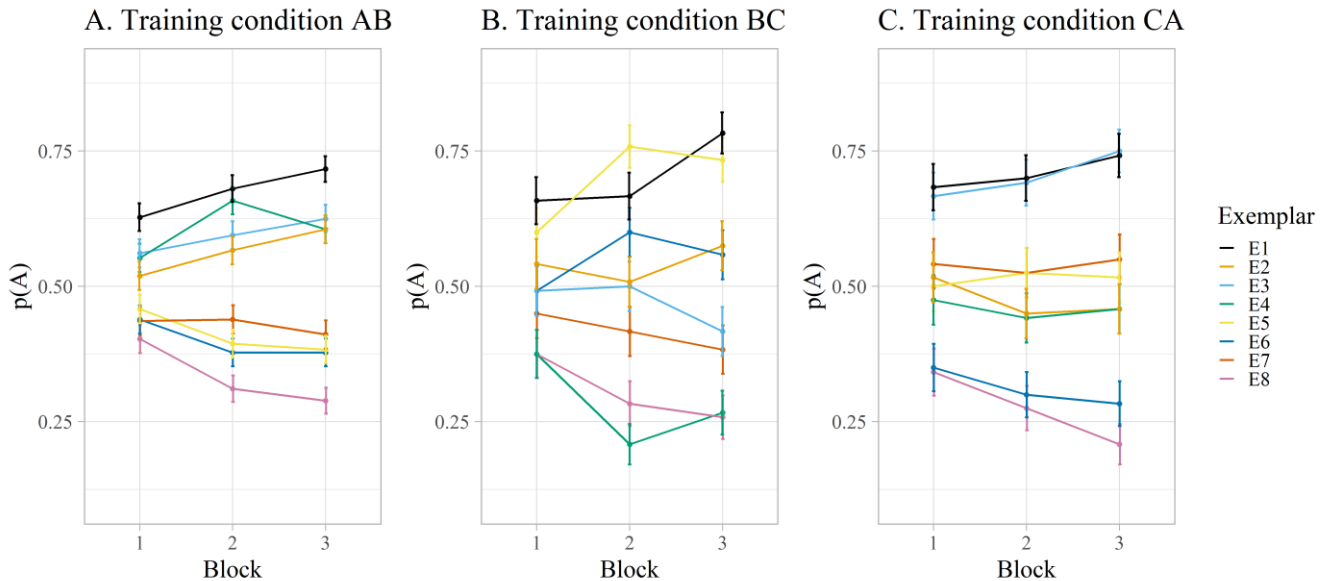 A. Training condition AB
B. Training condition BC
C. Training condition CA
p(A)
0.75
0.50
0.25
1
2
3
Block
p(A)
0.75
0.50
0.25
1
2
3
Block
p(A)
0.75
0.50
0.25
1
2
3
Block
Exemplar
E1
E2
E3
E4
E5
E6
E7
E8